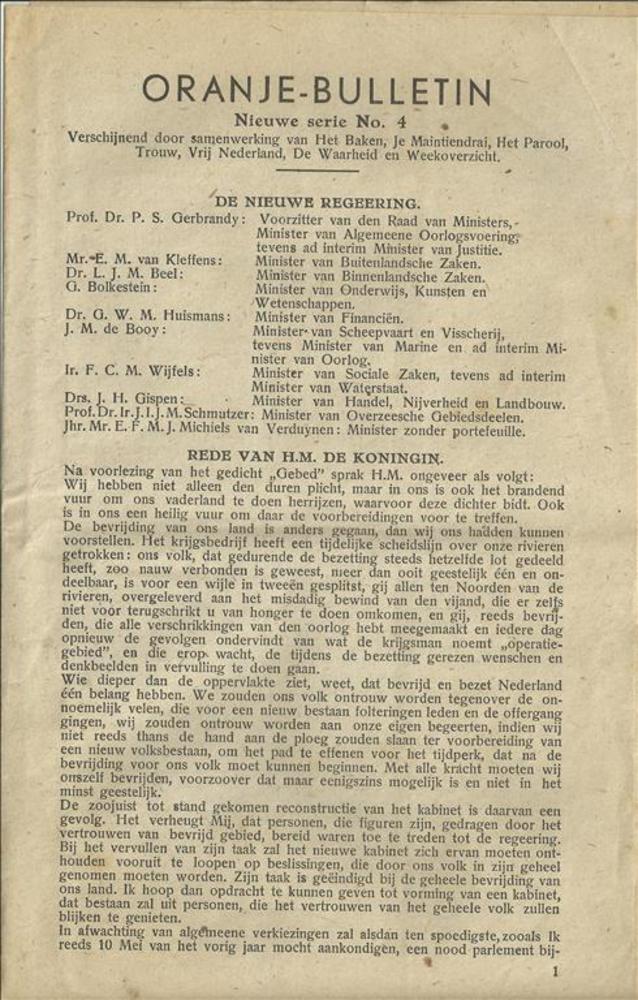 ORANJE-BULLETIN
Nieuwe serie No. 4
Verschijnend door samenwerking van Het Baken, Je Maintiendrai, Het Parool,
Trouw, Vrij Nederland, De Waarheid en Weekoverzicht.
DE NIEUWE REGEERING.
Prof. Dr. P. S. Gerbrandy: Voorzitter van den Raad van Ministers,
Minister van Algemeene Oorlogsvoering,
tevens ad interim Minister van Justitie.
Mr. E. M. van Kleffens: Minister van Buitenlandsche Zaken.
Dr. L. J. M. Beel: Minister van Binnenlandsche Zaken.
G. Bolkestein: Minister van Onderwijs, Kunsten en
Wetenschappen.
Dr. G. W. M. Huismans: Minister van Financiën.
J. M. de Booy: Minister van Scheepvaart en Visscherij,
tevens Minister van Marine en ad interim Mi-
nister van Oorlog.
Ir. F. C. M. Wijfels: Minister van Sociale Zaken, tevens ad interim
Minister van Waterstaat.
Drs. J. H. Gispen: Minister van Handel, Nijverheid en Landbouw.
Prof. Dr. Ir. J. I. J. M. Schmutzer: Minister van Overzeesche Gebiedsdeelen.
Jhr. Mr. E. F. M. J. Michiels van Verduynen: Minister zonder portefeuille.
REDE VAN H.M. DE KONINGIN.
Na voorlezing van het gedicht „Gebed” sprak H.M. ongeveer als volgt:
Wij hebben niet alleen den duren plicht, maar in ons is ook het brandend
vuur om ons vaderland te doen herrijzen, waarvoor deze dichter bidt. Ook
is in ons een heilig vuur om daar de voorbereidingen voor te treffen.
De bevrijding van ons land is anders gegaan, dan wij ons hadden kunnen
voorstellen. Het krijgsbedrijf heeft een tijdelijke scheidslijn over onze rivieren
getrokken: ons volk, dat gedurende de bezetting steeds hetzelfde lot gedeeld
heeft, zoo nauw verbonden is geweest, meer dan ooit geestelijk één en on-
deelbaar, is voor een wijle in tweeën gesplitst, gij allen ten Noorden van de
rivieren, overgeleverd aan het misdadig bewind van den vijand, die er zelfs
niet voor terugschrikt u van honger te doen omkomen, en gij, reeds bevrij-
den, die alle verschrikkingen van den oorlog hebt meegemaakt en iedere dag
opnieuw de gevolgen ondervindt van wat de krijgsman noemt „operatie-
gebied”, en die erop wacht, de tijdens de bezetting gerezen wenschen en
denkbeelden in vervulling te doen gaan.
Wie dieper dan de oppervlakte ziet, weet, dat bevrijd en bezet Nederland
één belang hebben. We zouden ons volk ontrouw worden tegenover de on-
noemelijk velen, die voor een nieuw bestaan folteringen leden en de offergang
gingen, wij zouden ontrouw worden aan onze eigen begeerten, indien wij
niet reeds thans de hand aan de ploeg zouden slaan ter voorbereiding van
een nieuw volksbestaan, om het pad te effenen voor het tijdperk, dat na de
bevrijding voor ons volk moet kunnen beginnen. Met alle kracht moeten wij
onszelf bevrijden, voorzoover dat maar eenigszins mogelijk is en niet in het
minst geestelijk.
De zoojuist tot stand gekomen reconstructie van het kabinet is daarvan een
gevolg. Het verheugt Mij, dat personen, die figuren zijn, gedragen door het
vertrouwen van bevrijd gebied, bereid waren toe te treden tot de regeering.
Bij het vervullen van zijn taak zal het nieuwe kabinet zich ervan moeten ont-
houden vooruit te loopen op beslissingen, die door ons volk in zijn geheel
genomen moeten worden. Zijn taak is geëindigd bij de geheele bevrijding van
ons land. Ik hoop dan opdracht te kunnen geven tot vorming van een kabinet,
dat bestaan zal uit personen, die het vertrouwen van het geheele volk zullen
blijken te genieten.
In afwachting van algemeene verkiezingen zal alsdan ten spoedigste, zooals Ik
reeds 10 Mei van het vorig jaar mocht aankondigen, een nood parlement bij-
1